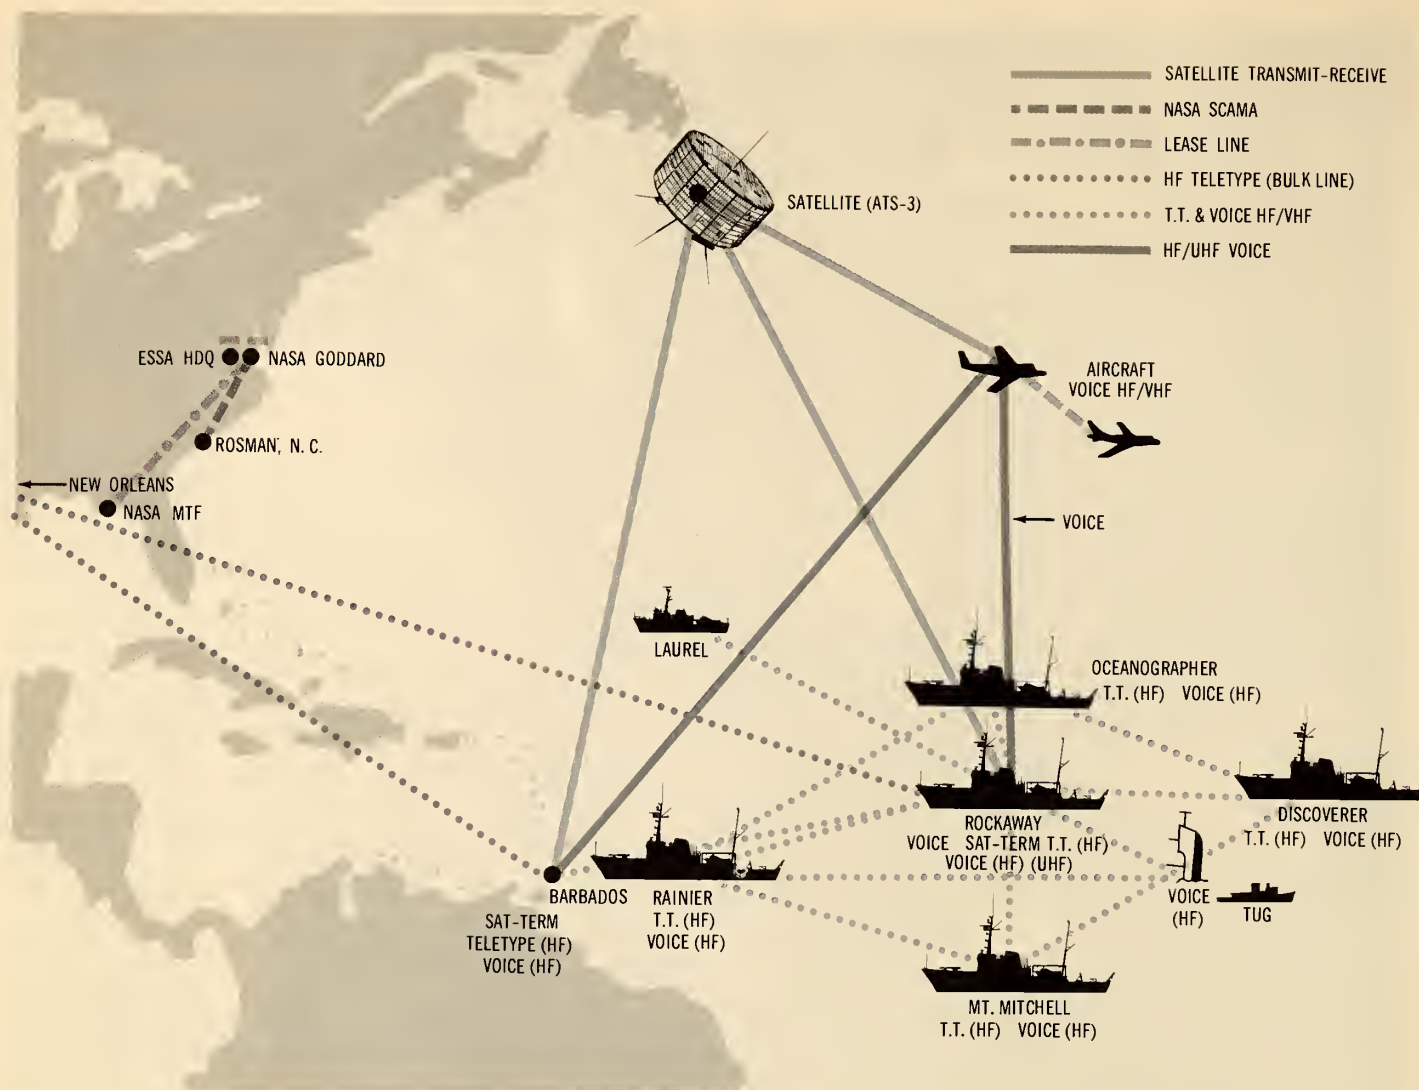 SATELLITE TRANSMIT-RECEIVE
NASA SCAMA
LEASE LINE
HF TELETYPE (BULK LINE)
T.T. & VOICE HF/VHF
HF/UHF VOICE
SATELLITE (ATS-3)
ESSA HDQ
NASA GODDARD
AIRCRAFT
VOICE HF/VHF
ROSMAN, N. C.
NEW ORLEANS
NASA MTF
VOICE
LAUREL
OCEANOGRAPHER
T.T. (HF) VOICE (HF)
ROCKAWAY
VOICE SAT-TERM T.T. (HF)
VOICE (HF) (UHF)
DISCOVERER
T.T. (HF) VOICE (HF)
BARBADOS
SAT-TERM
TELETYPE (HF)
VOICE (HF)
RAINIER
T.T. (HF)
VOICE (HF)
VOICE
(HF)
TUG
MT. MITCHELL
T.T. (HF) VOICE (HF)